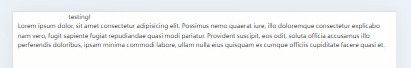 testing!
Lorem ipsum dolor, sit amet consectetur adipisicing elit. Possimus nemo quaerat iure, illo doloremque consectetur explicabo
nam vero, fugit sapiente fugiat repudiandae quasi modi pariatur. Provident suscipit, eos odit, soluta officia accusamus illo
perferendis doloribus, ipsam minima commodi labore, ullam nulla eius quisquam ex cumque officiis cupiditate facere quasi et.